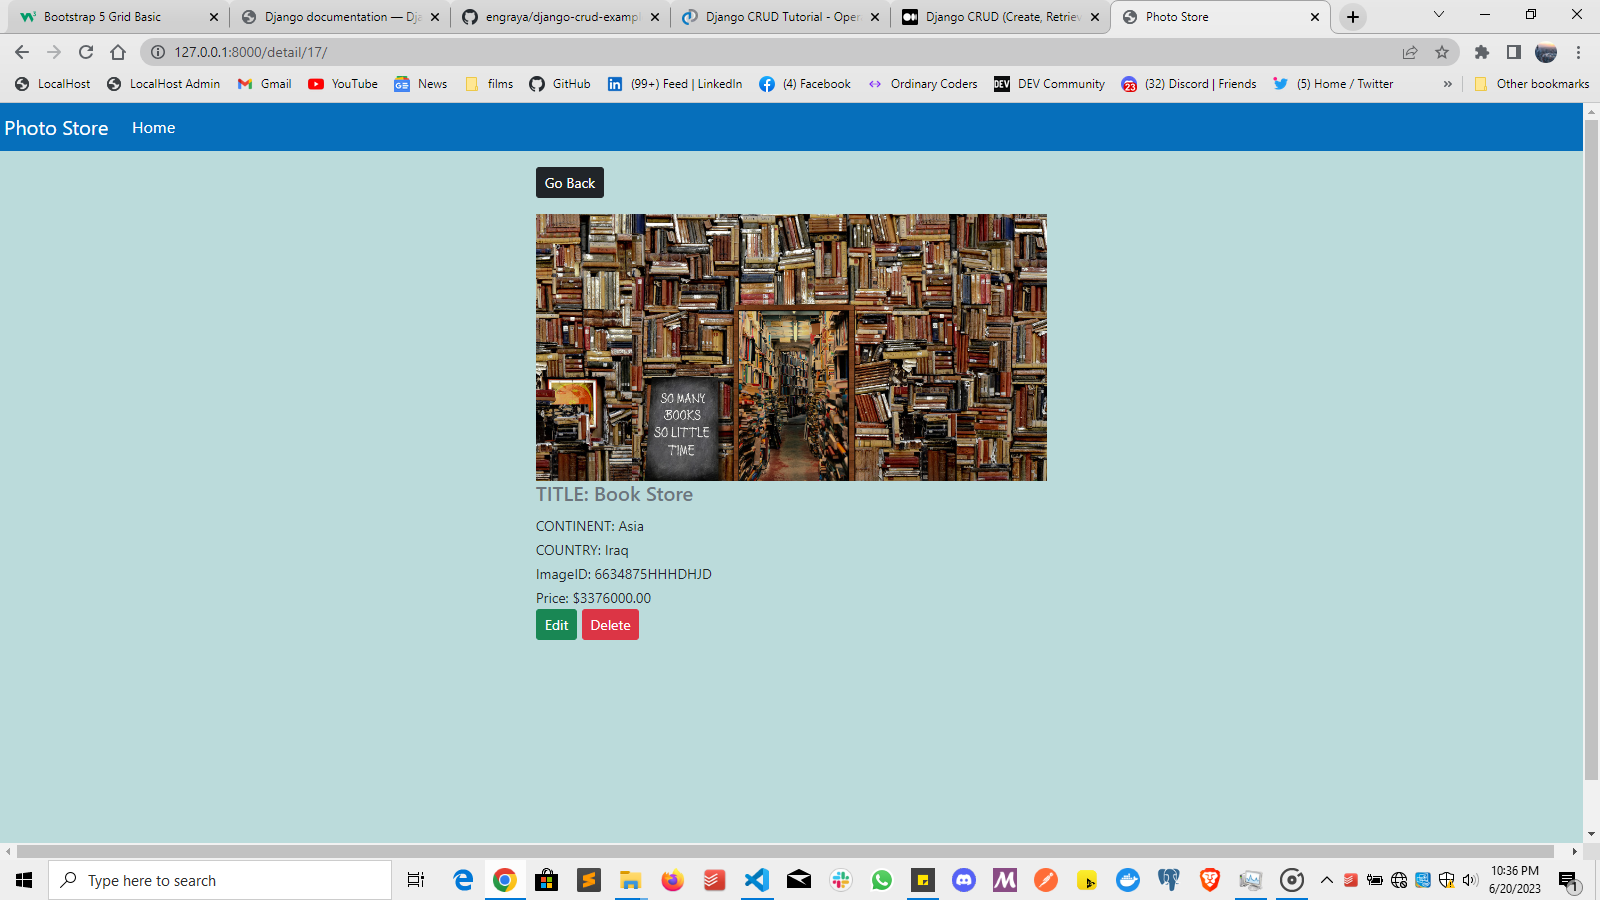 Bootstrap 5 Grid Basic
Django documentation — Dja
engraya/django-crud-exampl
Django CRUD Tutorial - Oper
Django CRUD (Create, Retriev
Photo Store
127.0.0.1:8000/detail/17/
LocalHost
LocalHost Admin
Gmail
YouTube
News
films
GitHub
(99+) Feed | LinkedIn
(4) Facebook
Ordinary Coders
DEV
DEV Community
23
(32) Discord | Friends
(5) Home / Twitter
»
Other bookmarks
Photo Store
Home
Go Back
SO MANY
BOOKS
SO LITTLE
TIME
TITLE: Book Store
CONTINENT: Asia
COUNTRY: Iraq
ImageID: 6634875HHHDHJD
Price: $3376000.00
Edit
Delete
Type here to search
10:36 PM
6/20/2023
1